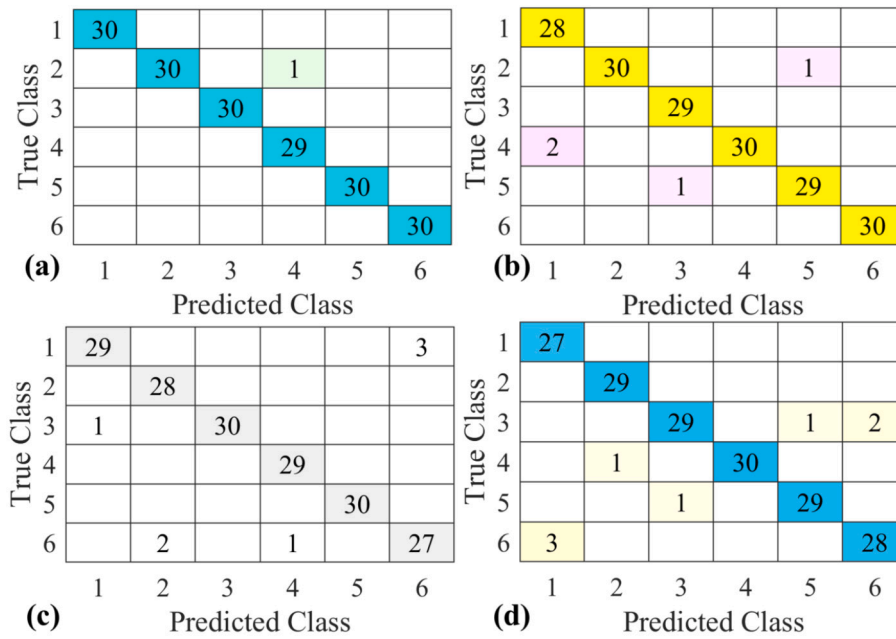 True Class
1 30
2 30 1
3 30
4 29
5 30
6 30
(a)
1 2 3 4 5 6
Predicted Class
True Class
1 28
2 30 1
3 29
4 2 30
5 1 29
6 30
(b)
1 2 3 4 5 6
Predicted Class
True Class
1 29 3
2 28
3 1 30
4 29
5 30
6 2 1 27
(c)
1 2 3 4 5 6
Predicted Class
True Class
1 27
2 29
3 29 1 2
4 1 30
5 1 29
6 3 28
(d)
1 2 3 4 5 6
Predicted Class